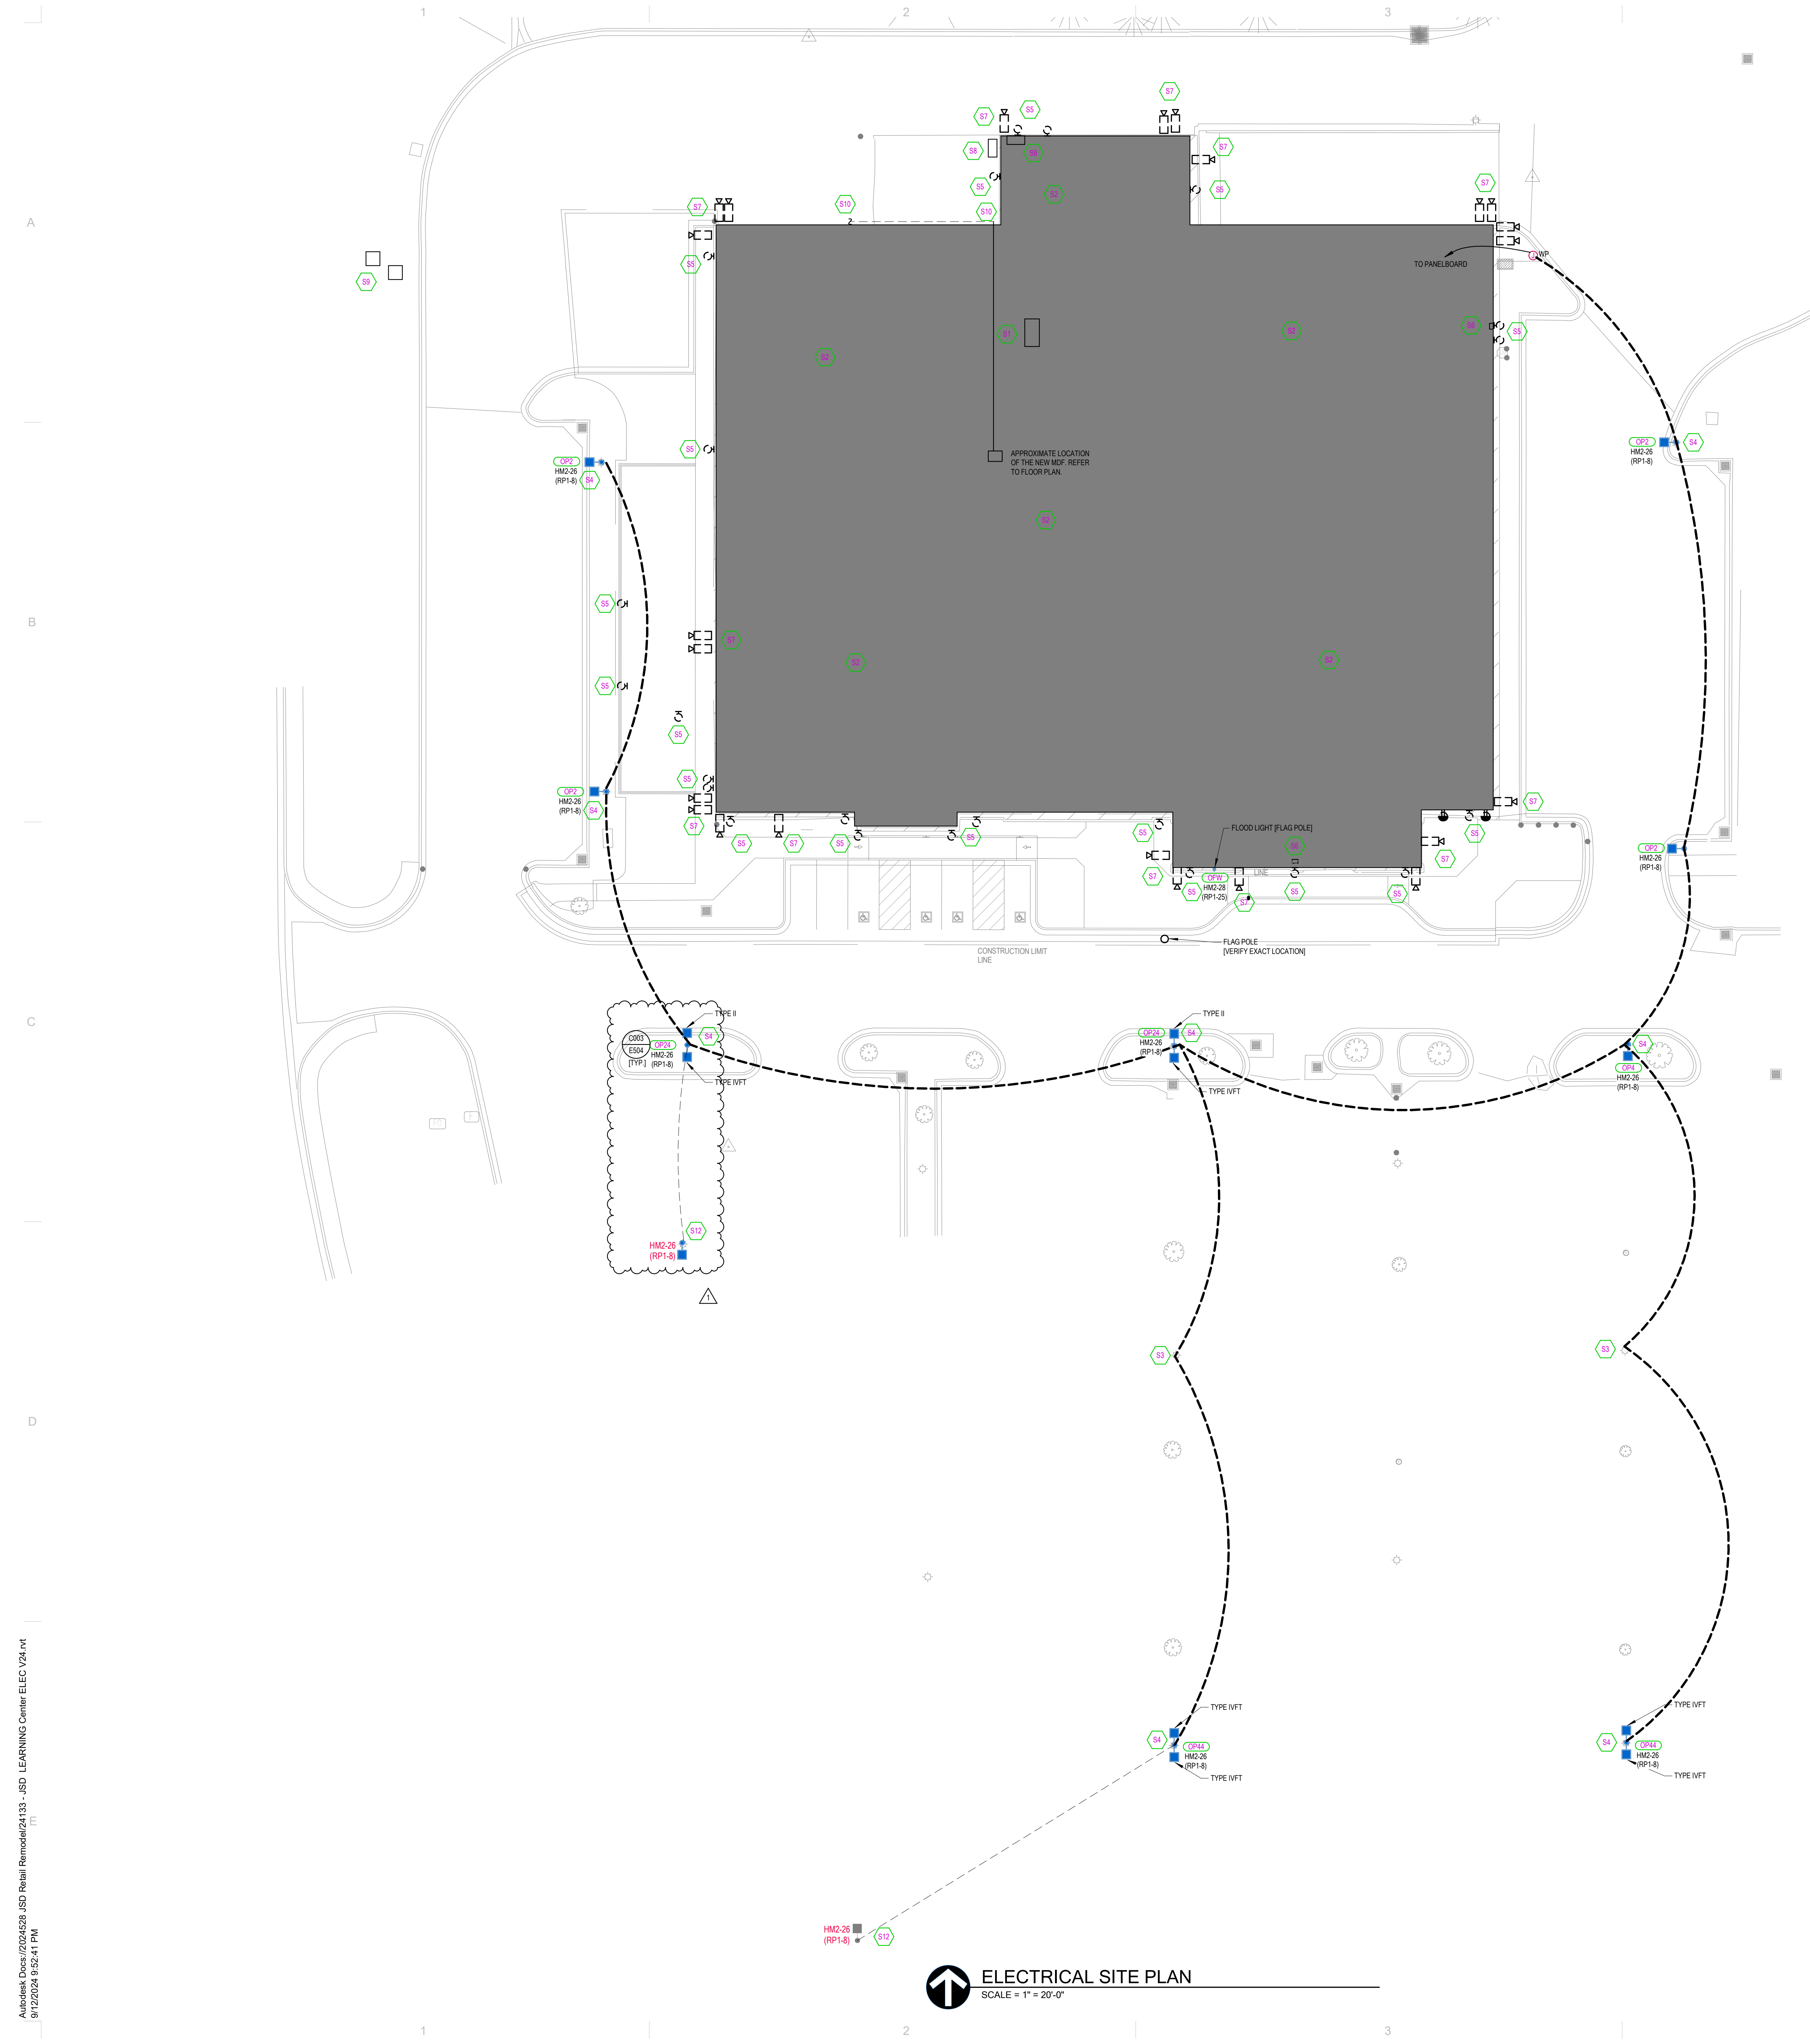 1
2
3
S7
S5
S7
S7
S8
S6
S5
S2
S5
S7
S7
S10
S10
A
S5
WP
TO PANELBOARD
J
S9
S1
S2
S6
S5
S2
OP2
S4
HM2-26
(RP1-8)
S5
APPROXIMATE LOCATION
OF THE NEW MDF. REFER
TO FLOOR PLAN.
OP2
HM2-26
(RP1-8)
S4
S2
S5
B
S7
S2
S2
S5
S5
S5
OP2
HM2-26
(RP1-8)
S4
S7
S7
FLOOD LIGHT [FLAG POLE]
S5
S7
S5
S5
S5
S5
S6
OP2
HM2-26
(RP1-8)
S7
S7
LINE
OFW
HM2-28
(RP1-25)
S5
S5
S5
S7
FLAG POLE
[VERIFY EXACT LOCATION]
CONSTRUCTION LIMIT
LINE
TYPE II
TYPE II
C
C003
E504
[TYP.]
OP24
HM2-26
(RP1-8)
S4
TYPE IVFT
OP24
HM2-26
(RP1-8)
S4
TYPE IVFT
S4
OP4
HM2-26
(RP1-8)
S12
HM2-26
(RP1-8)
1
S3
S3
D
TYPE IVFT
TYPE IVFT
S4
OP44
HM2-26
(RP1-8)
TYPE IVFT
S4
OP44
HM2-26
(RP1-8)
TYPE IVFT
E
HM2-26
(RP1-8)
S12
ELECTRICAL SITE PLAN
SCALE = 1" = 20'-0"
Autodesk Docs://2024528 JSD Retail Remodel/24133 - JSD LEARNING Center ELEC V24.rvt
9/12/2024 9:52:41 PM
1
2
3